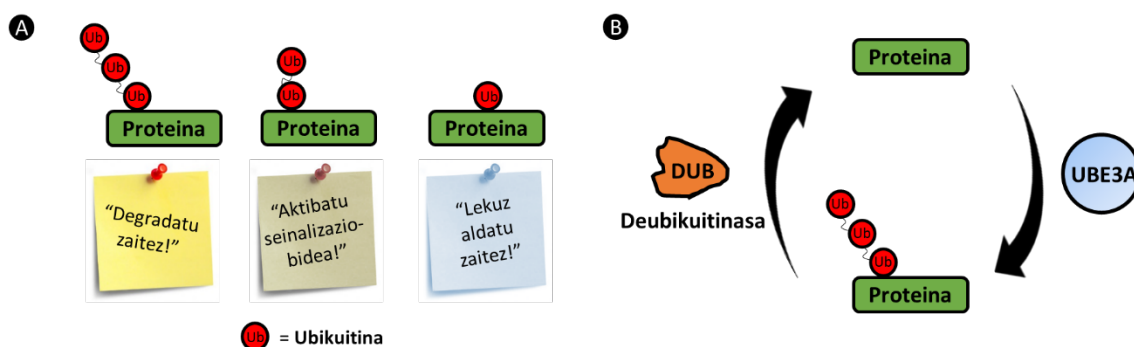 A
Ub
Ub
Ub
Proteina
"Degradatu
zaitez!"
Ub
Ub
Proteina
"Aktibatu
seinalizazio-
bidea!"
Ub
Proteina
"Lekuz
aldatu
zaitez!"
Ub = Ubikuitina
B
Proteina
DUB
Deubikuitinasa
UBE3A
Ub
Ub
Ub
Proteina